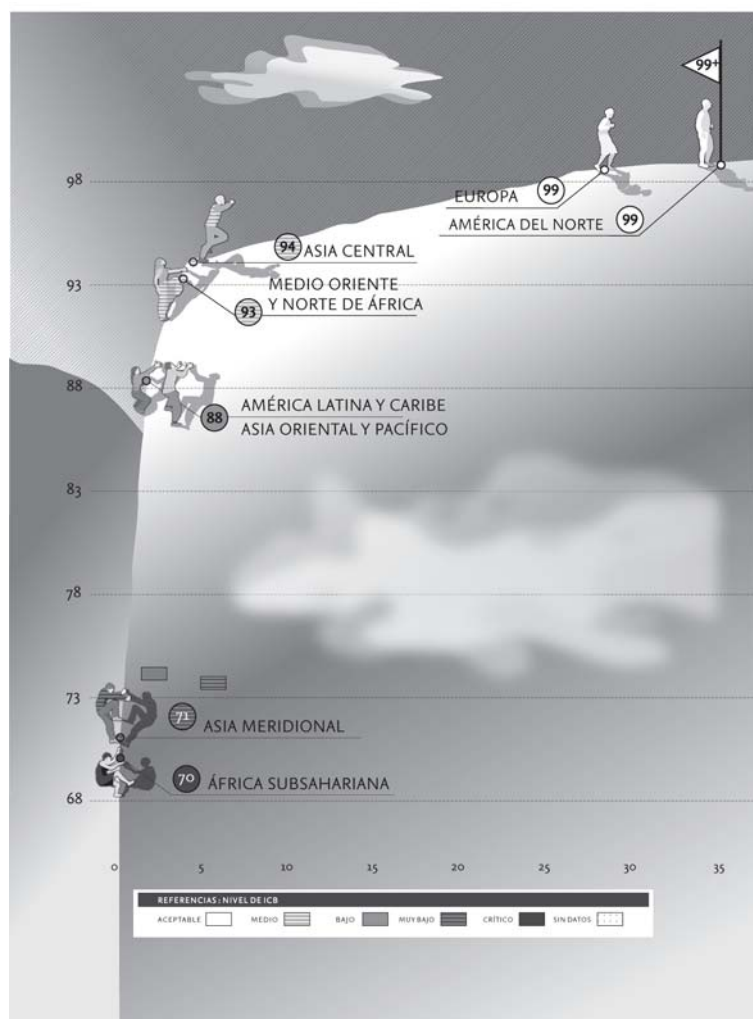 99+
98
EUROPA 99
AMÉRICA DEL NORTE 99
94 ASIA CENTRAL
93
MEDIO ORIENTE
Y NORTE DE ÁFRICA
93
88
AMÉRICA LATINA Y CARIBE
88
ASIA ORIENTAL Y PACÍFICO
83
78
73
71 ASIA MERIDIONAL
70 ÁFRICA SUBSAHARIANA
68
0 5 10 15 20 25 30 35
REFERENCIAS: NIVEL DE ICB
ACEPTABLE MEDIO BAJO MUY BAJO CRÍTICO SIN DATOS